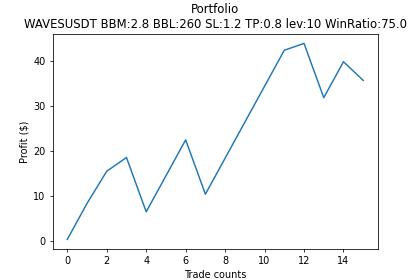 Portfolio
WAVESUSDT BBM:2.8 BBL:260 SL:1.2 TP:0.8 lev:10 WinRatio:75.0
Profit ($)
40
30
20
10
0
0 2 4 6 8 10 12 14
Trade counts